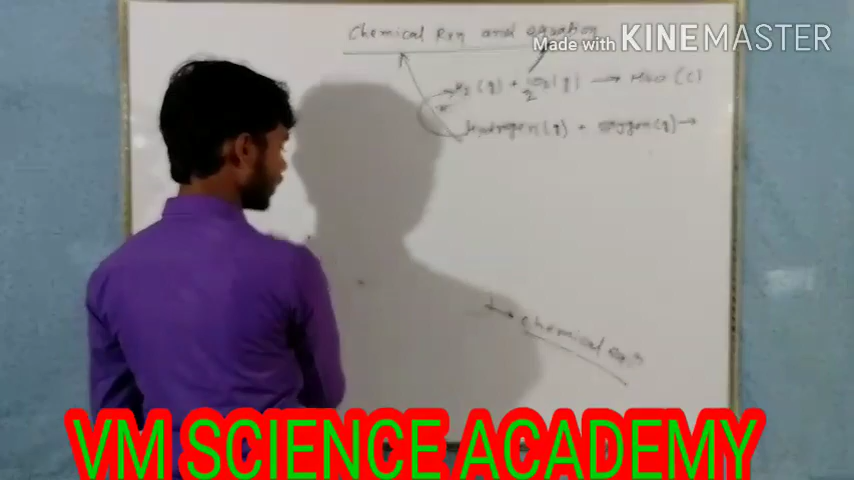 Chemical Rxn and equation
Made with KINEMASTER
H2(g) + 1/2 O2(g) → H2O (l)
Hydrogen(g) + oxygen(g) →
→ chemical eqn
VM SCIENCE ACADEMY